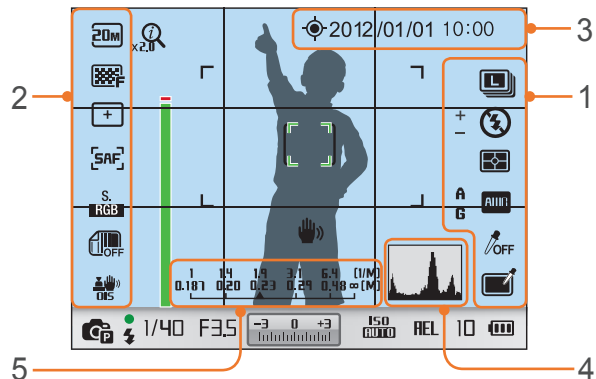 3
2012/01/01 10:00
2
20M
x2.0
F
1
L
+
+
−
SAF
S.
RGB
A
G
OFF
OFF
OIS
1 1.4 1.9 3.1 6.4 [1/M]
0.187 0.20 0.23 0.29 0.48 ∞ [M]
P
1/40 F3.5 −3 0 +3 ISO AUTO AEL 10
5
4